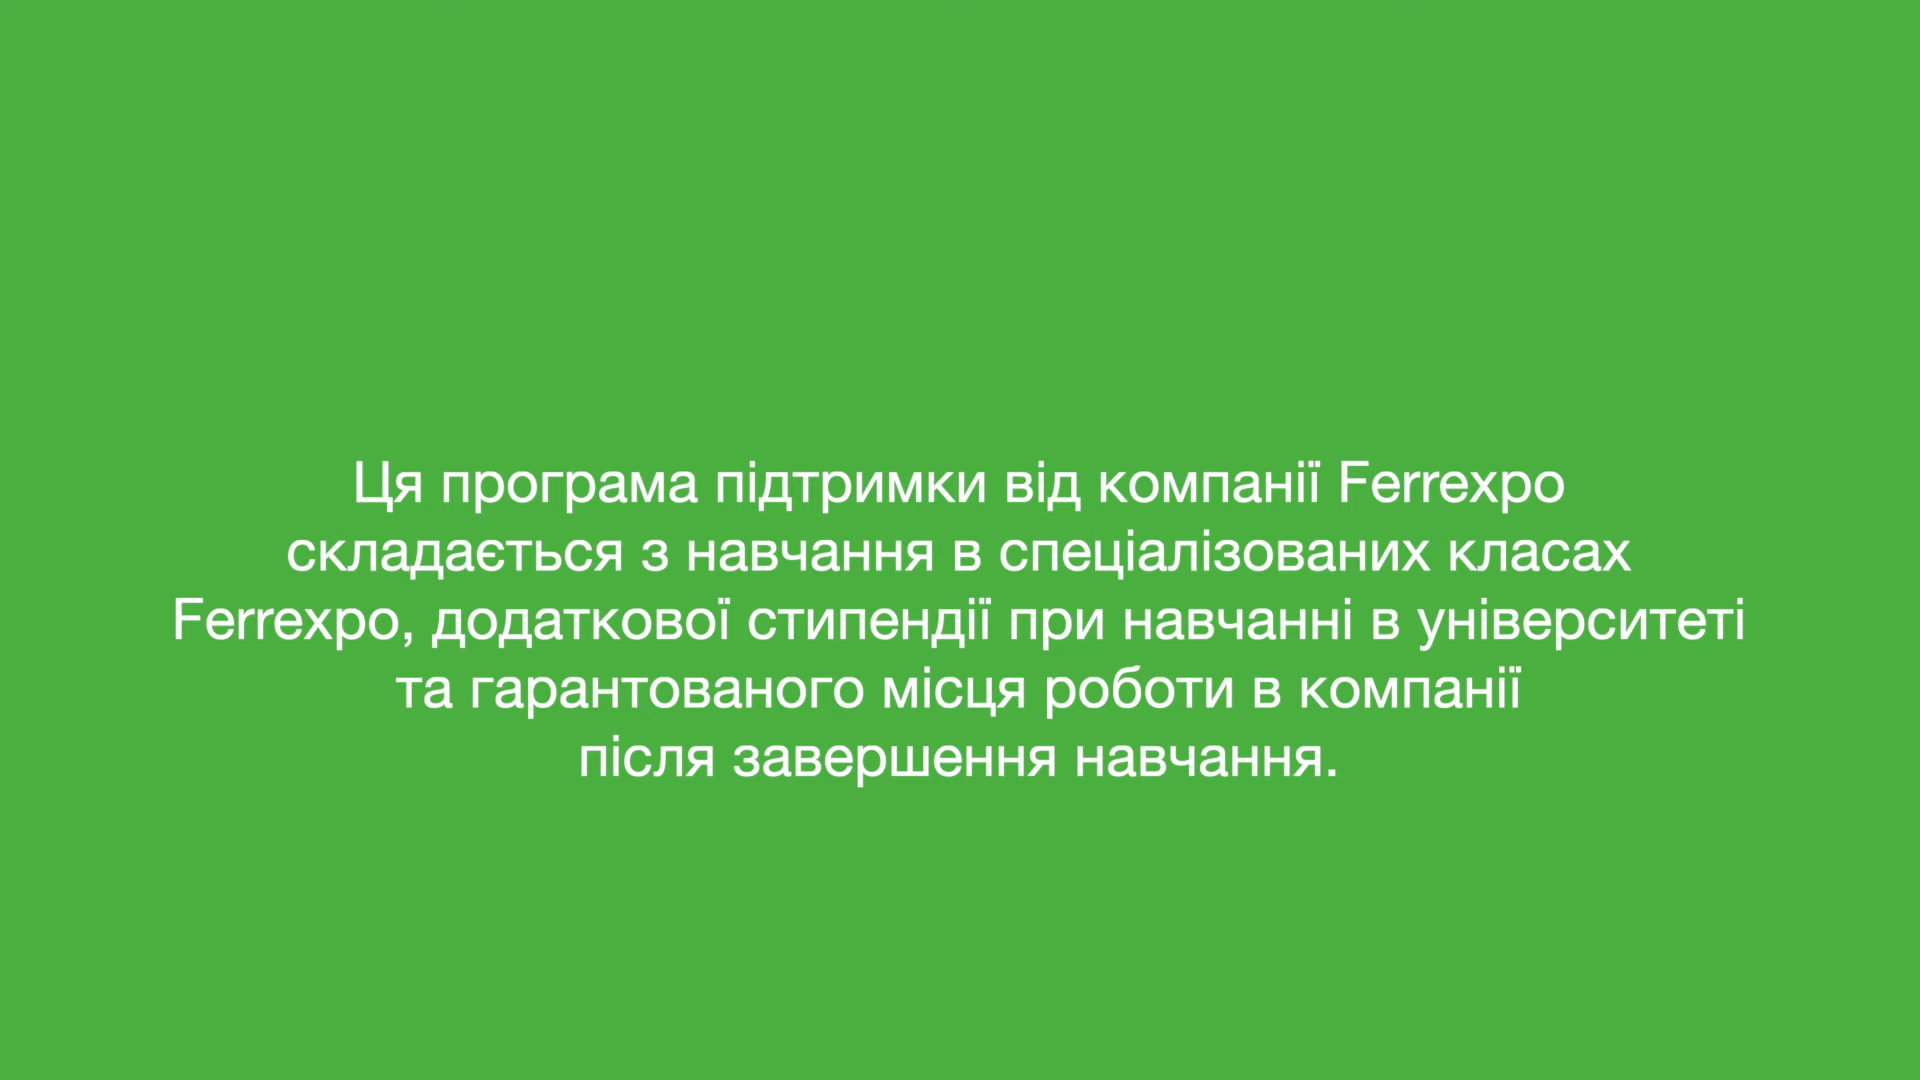 Ця програма підтримки від компанії Ferrexpo
складається з навчання в спеціалізованих класах
Ferrexpo, додаткової стипендії при навчанні в університеті
та гарантованого місця роботи в компанії
після завершення навчання.